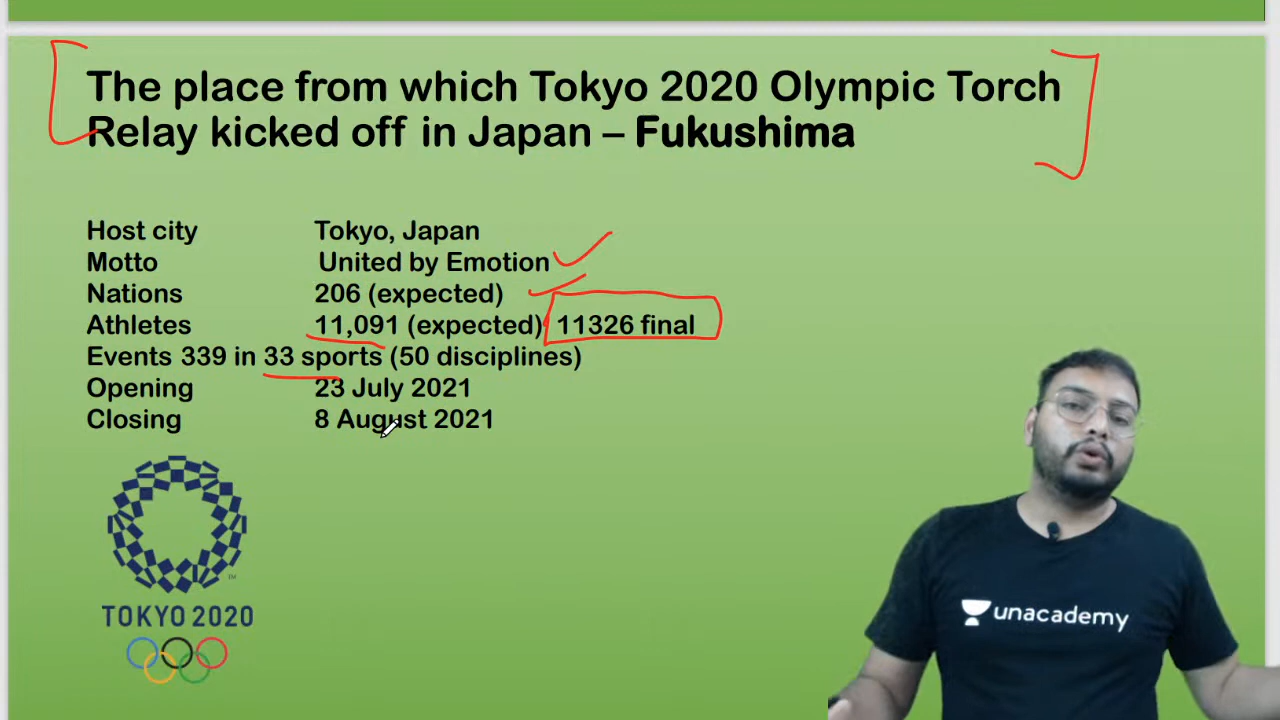 The place from which Tokyo 2020 Olympic Torch
Relay kicked off in Japan – Fukushima
Host city Tokyo, Japan
Motto United by Emotion
Nations 206 (expected)
Athletes 11,091 (expected) 11326 final
Events 339 in 33 sports (50 disciplines)
Opening 23 July 2021
Closing 8 August 2021
TM
TOKYO 2020
unacademy